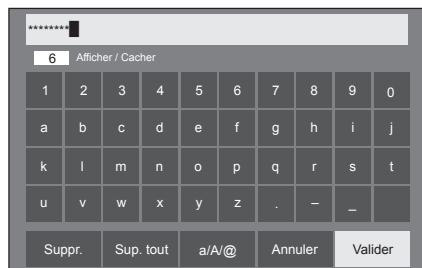 ********
6 Afficher / Cacher
1 2 3 4 5 6 7 8 9 0
a b c d e f g h i j
k l m n o p q r s t
u v w x y z . – _
Suppr. Sup. tout a/A/@ Annuler Valider